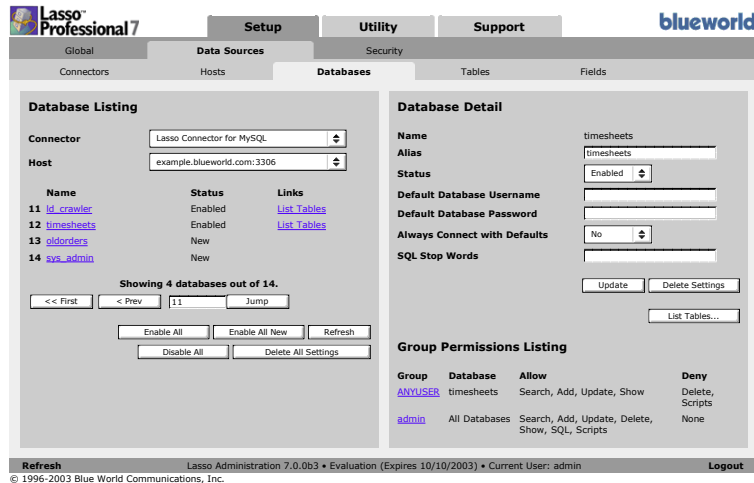 Lasso™
Professional 7
Setup Utility Support
blueworld
Global Data Sources Security
Connectors Hosts Databases Tables Fields
Database Listing
Connector Lasso Connector for MySQL
Host example.blueworld.com:3306
Name Status Links
11 ld_crawler Enabled List Tables
12 timesheets Enabled List Tables
13 oldorders New
14 sys_admin New
Showing 4 databases out of 14.
<< First < Prev 11 Jump
Enable All Enable All New Refresh
Disable All Delete All Settings
Database Detail
Name timesheets
Alias timesheets
Status Enabled
Default Database Username
Default Database Password
Always Connect with Defaults No
SQL Stop Words
Update Delete Settings
List Tables...
Group Permissions Listing
Group Database Allow Deny
ANYUSER timesheets Search, Add, Update, Show Delete,
Scripts
admin All Databases Search, Add, Update, Delete, None
Show, SQL, Scripts
Refresh Lasso Administration 7.0.0b3 • Evaluation (Expires 10/10/2003) • Current User: admin Logout
© 1996-2003 Blue World Communications, Inc.